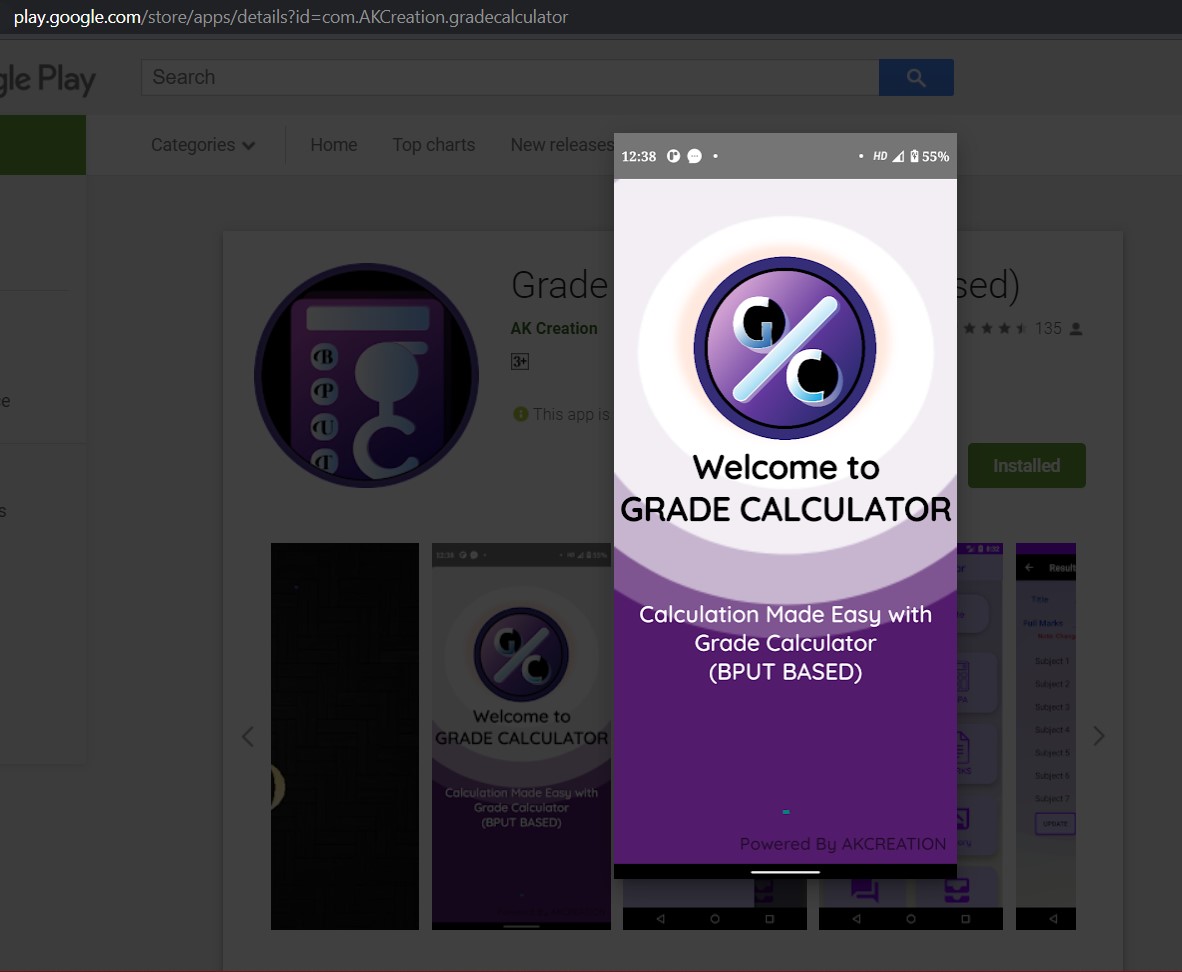 play.google.com/store/apps/details?id=com.AKCreation.gradecalculator
gle Play
Search
Categories
Home
Top charts
New releases
12:38
HD
55%
Grade
sed)
AK Creation
135
3+
This app is
Installed
B
P
U
T
G
C
G
C
Welcome to
GRADE CALCULATOR
Calculation Made Easy with
Grade Calculator
(BPUT BASED)
Powered By AKCREATION
e
s
12:38
HD
55%
G
C
Welcome to
GRADE CALCULATOR
Calculation Made Easy with
Grade Calculator
(BPUT BASED)
Result
Title
Full Marks
Subject 1
Subject 2
Subject 3
Subject 4
Subject 5
Subject 6
Subject 7
UPDATE